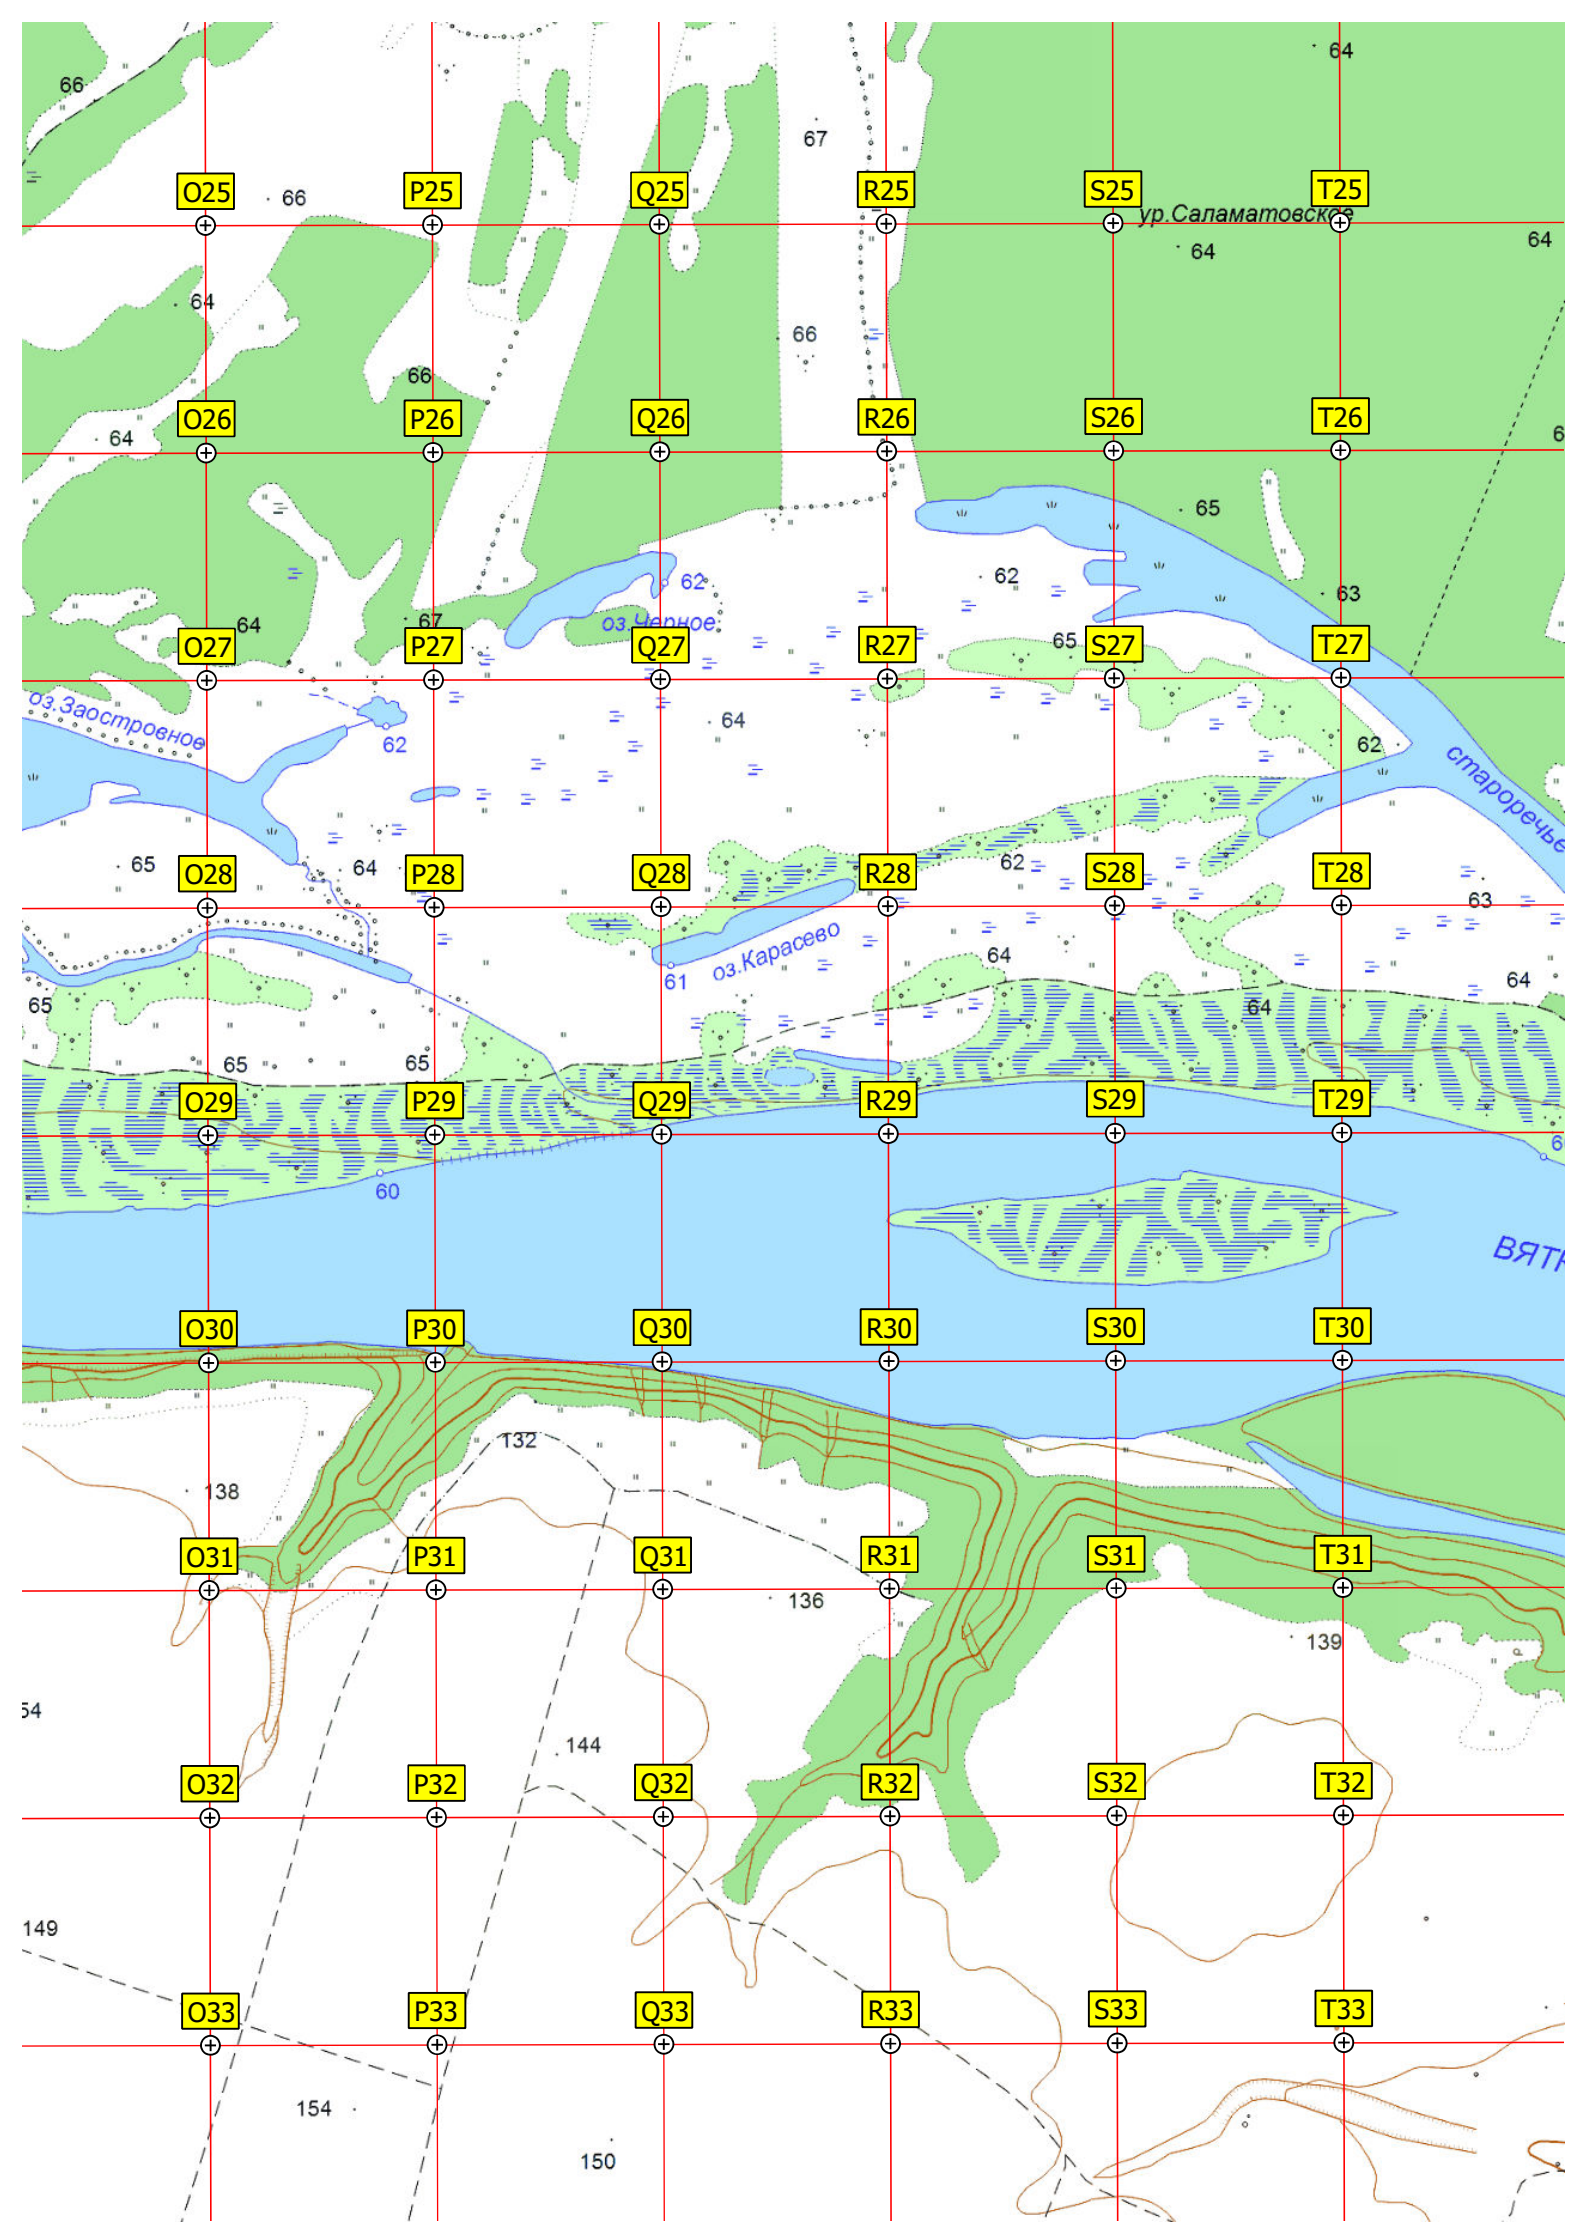 64
66
67
O25 66 P25 Q25 R25 S25 T25
ур.Саламатовское
64 64
64
66
66
O26 P26 Q26 R26 S26 T26
64
65
62
62
63
64 67 оз.Черное
O27 P27 Q27 R27 65 S27 T27
оз.Заостровное
64
62
62
староречье
65 O28 64 P28 Q28 R28 62 S28 T28
63
оз.Карасево
64
61
64
65
64
65 65
O29 P29 Q29 R29 S29 T29
60
O30 P30 Q30 R30 S30 T30
132
138
O31 P31 Q31 R31 S31 T31
136
139
144
O32 P32 Q32 R32 S32 T32
149
O33 P33 Q33 R33 S33 T33
154
150